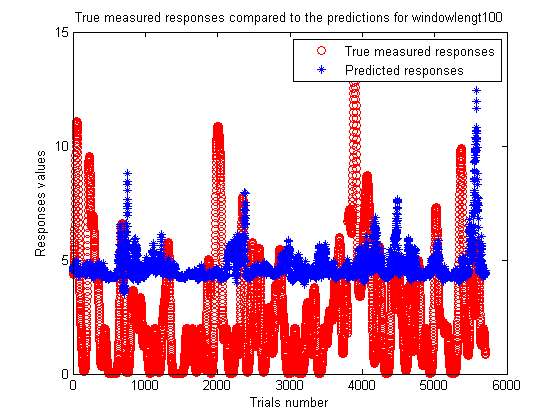 True measured responses compared to the predictions for windowlengt100
True measured responses
Predicted responses
Responses values
15
10
5
0
0 1000 2000 3000 4000 5000 6000
Trials number